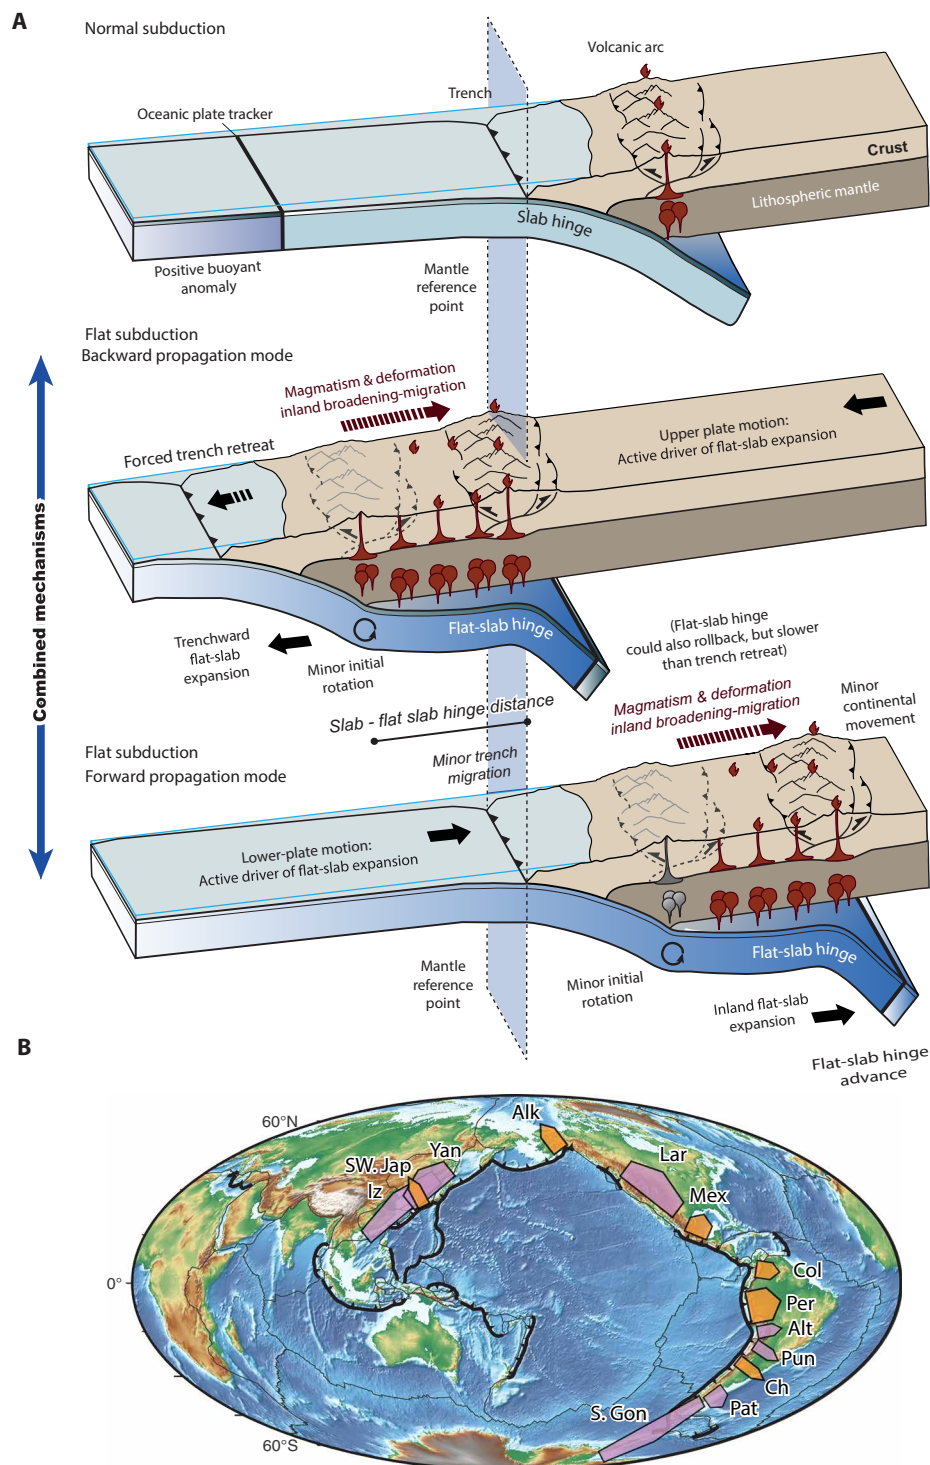 A
Normal subduction
Volcanic arc
Trench
Oceanic plate tracker
Crust
Lithospheric mantle
Slab hinge
Positive buoyant
anomaly
Mantle
reference
point
Flat subduction
Backward propagation mode
Magmatism & deformation
inland broadening-migration
Forced trench retreat
Upper plate motion:
Active driver of flat-slab expansion
Combined mechanisms
Flat-slab hinge
Trenchward
flat-slab
expansion
Minor initial
rotation
(Flat-slab hinge
could also rollback, but slower
than trench retreat)
Slab - flat slab hinge distance
Magmatism & deformation
inland broadening-migration
Minor
continental
movement
Flat subduction
Forward propagation mode
Minor trench
migration
Lower-plate motion:
Active driver of flat-slab expansion
Flat-slab hinge
Mantle
reference
point
Minor initial
rotation
Inland flat-slab
expansion
Flat-slab hinge
advance
B
60°N
Alk
Yan
SW. Jap
Iz
Lar
Mex
0°
Col
Per
Alt
Pun
Ch
Pat
S. Gon
60°S